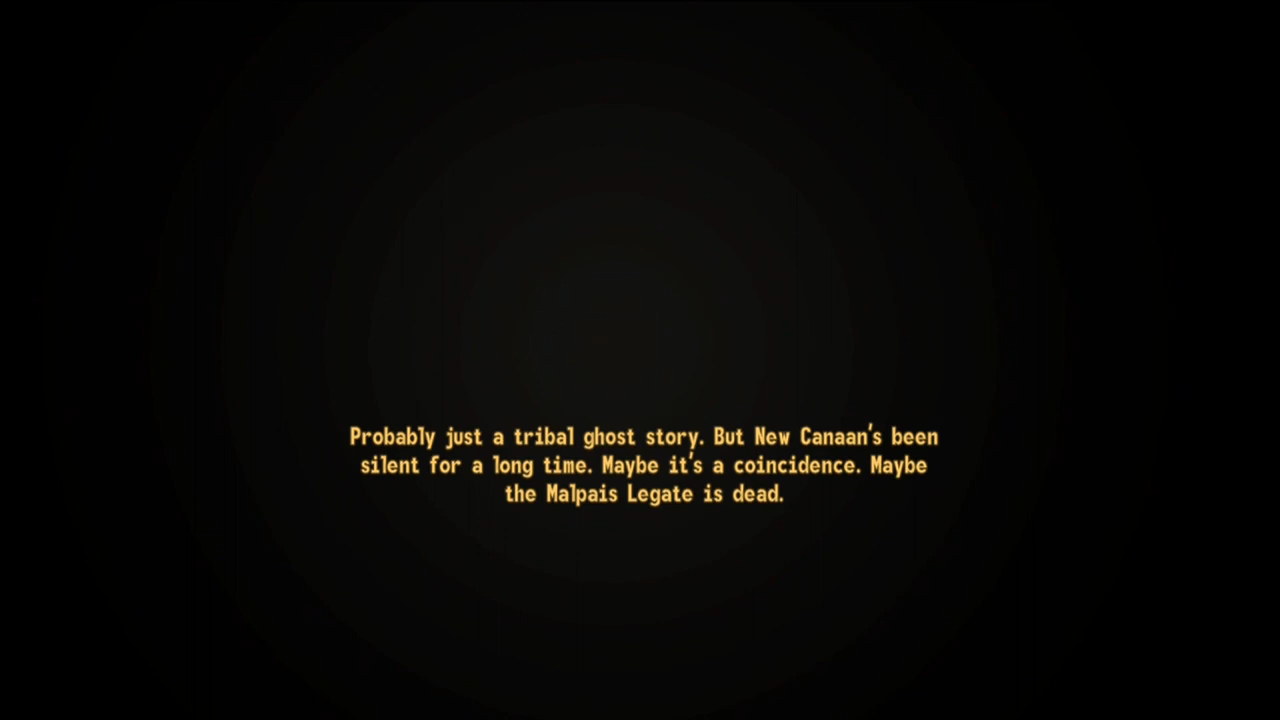 Probably just a tribal ghost story. But New Canaan's been
silent for a long time. Maybe it's a coincidence. Maybe
the Malpais Legate is dead.